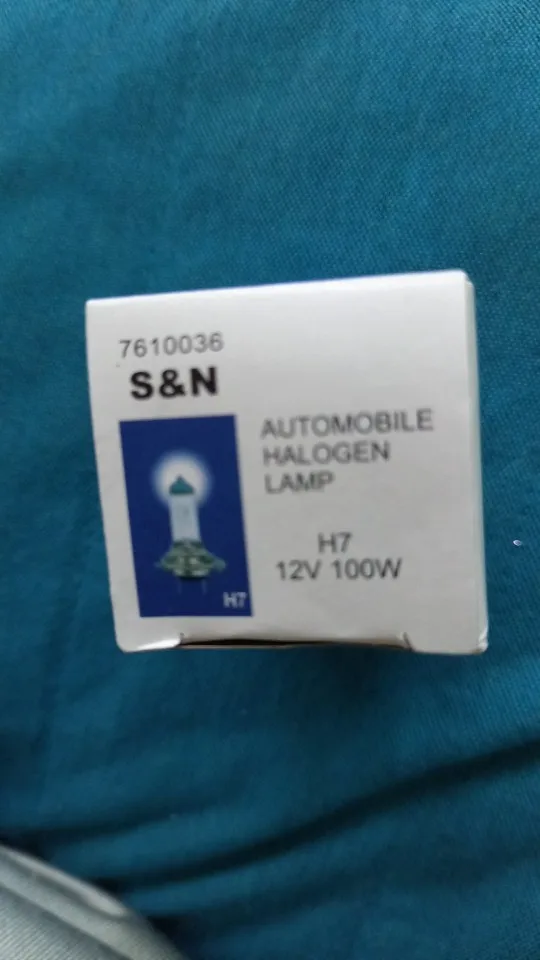 7610036
S&N
AUTOMOBILE
HALOGEN
LAMP
H7
12V 100W
H7